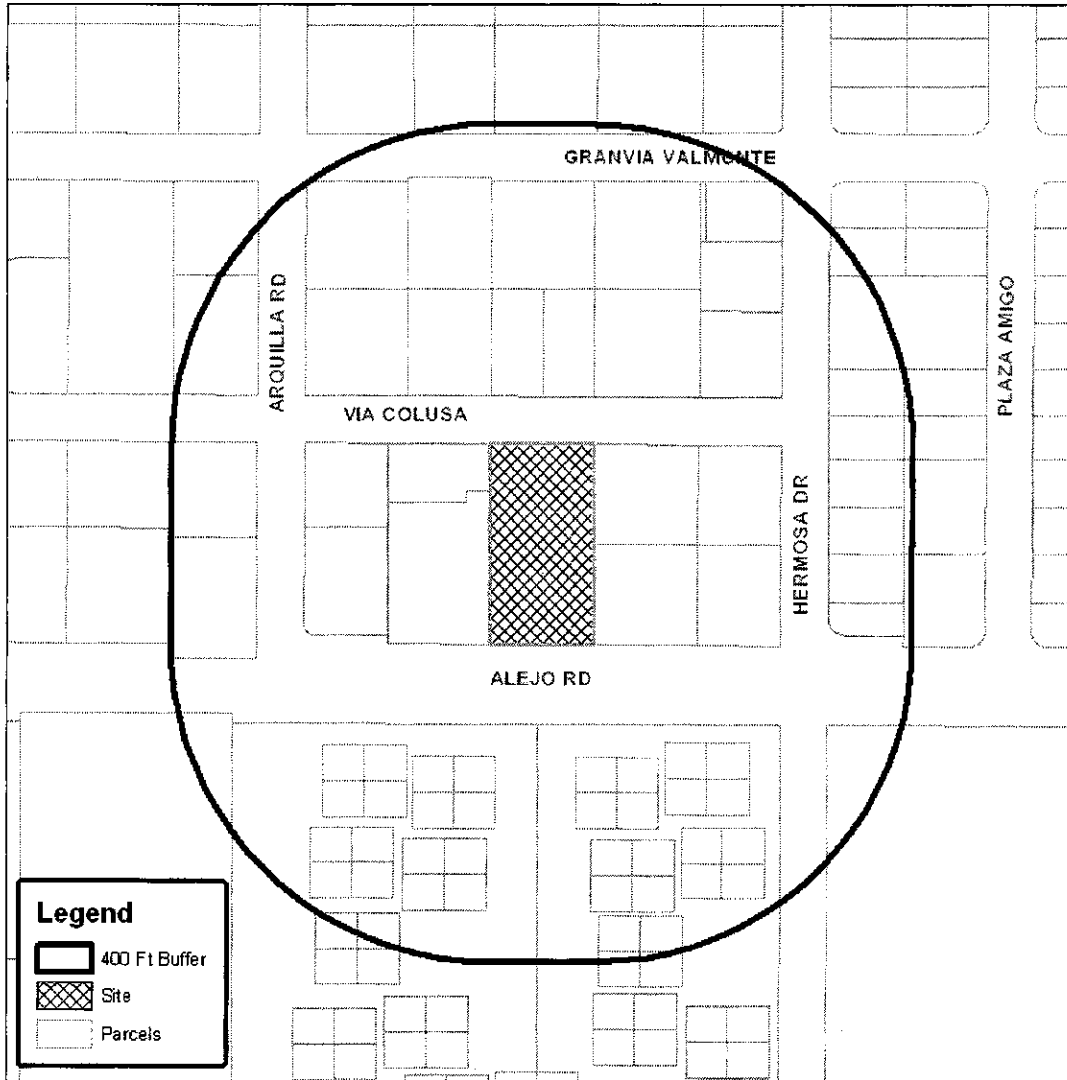 GRANVIA VALMONTE
ARQUILLA RD
PLAZA AMIGO
VIA COLUSA
HERMOSA DR
ALEJO RD
Legend
400 Ft Buffer
Site
Parcels